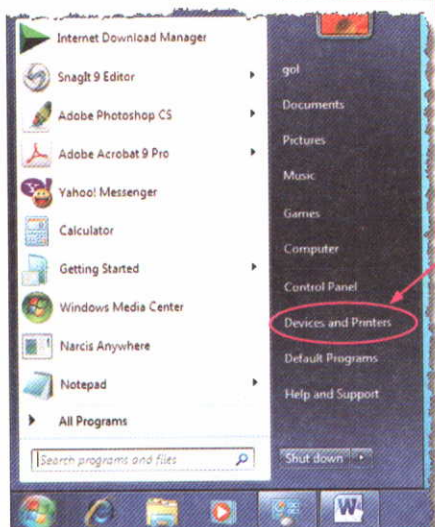 Internet Download Manager
SnagIt 9 Editor
Adobe Photoshop CS
Adobe Acrobat 9 Pro
Yahoo! Messenger
Calculator
Getting Started
Windows Media Center
Narcis Anywhere
Notepad
All Programs
Search programs and files
gol
Documents
Pictures
Music
Games
Computer
Control Panel
Devices and Printers
Default Programs
Help and Support
Shut down
W